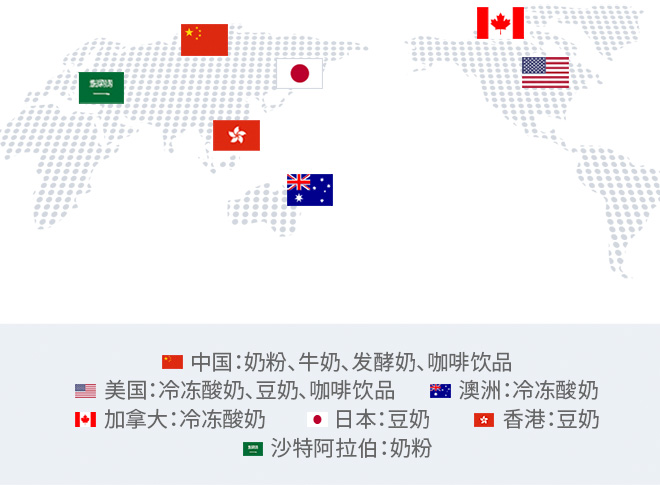 中国：奶粉、牛奶、发酵奶、咖啡饮品
美国：冷冻酸奶、豆奶、咖啡饮品 澳洲：冷冻酸奶
加拿大：冷冻酸奶 日本：豆奶 香港：豆奶
沙特阿拉伯：奶粉